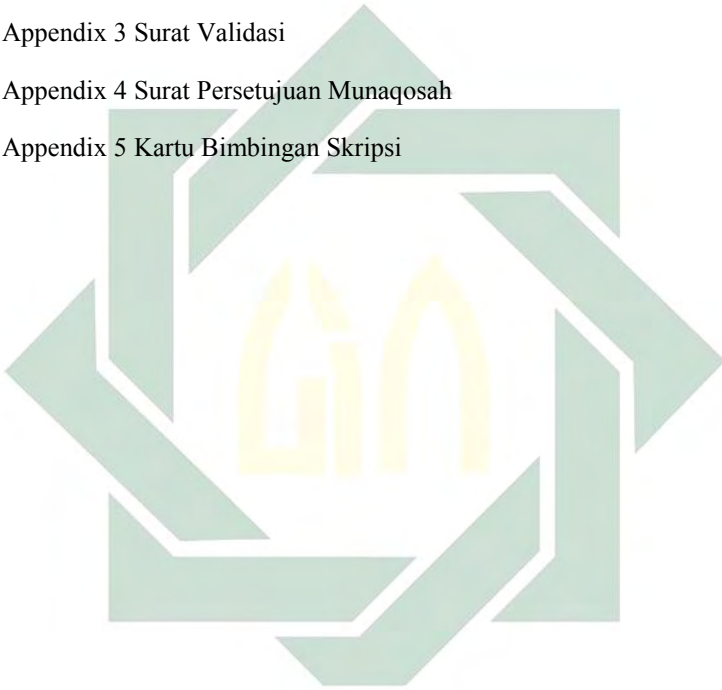 Appendix 3 Surat Validasi
Appendix 4 Surat Persetujuan Munaqosah
Appendix 5 Kartu Bimbingan Skripsi